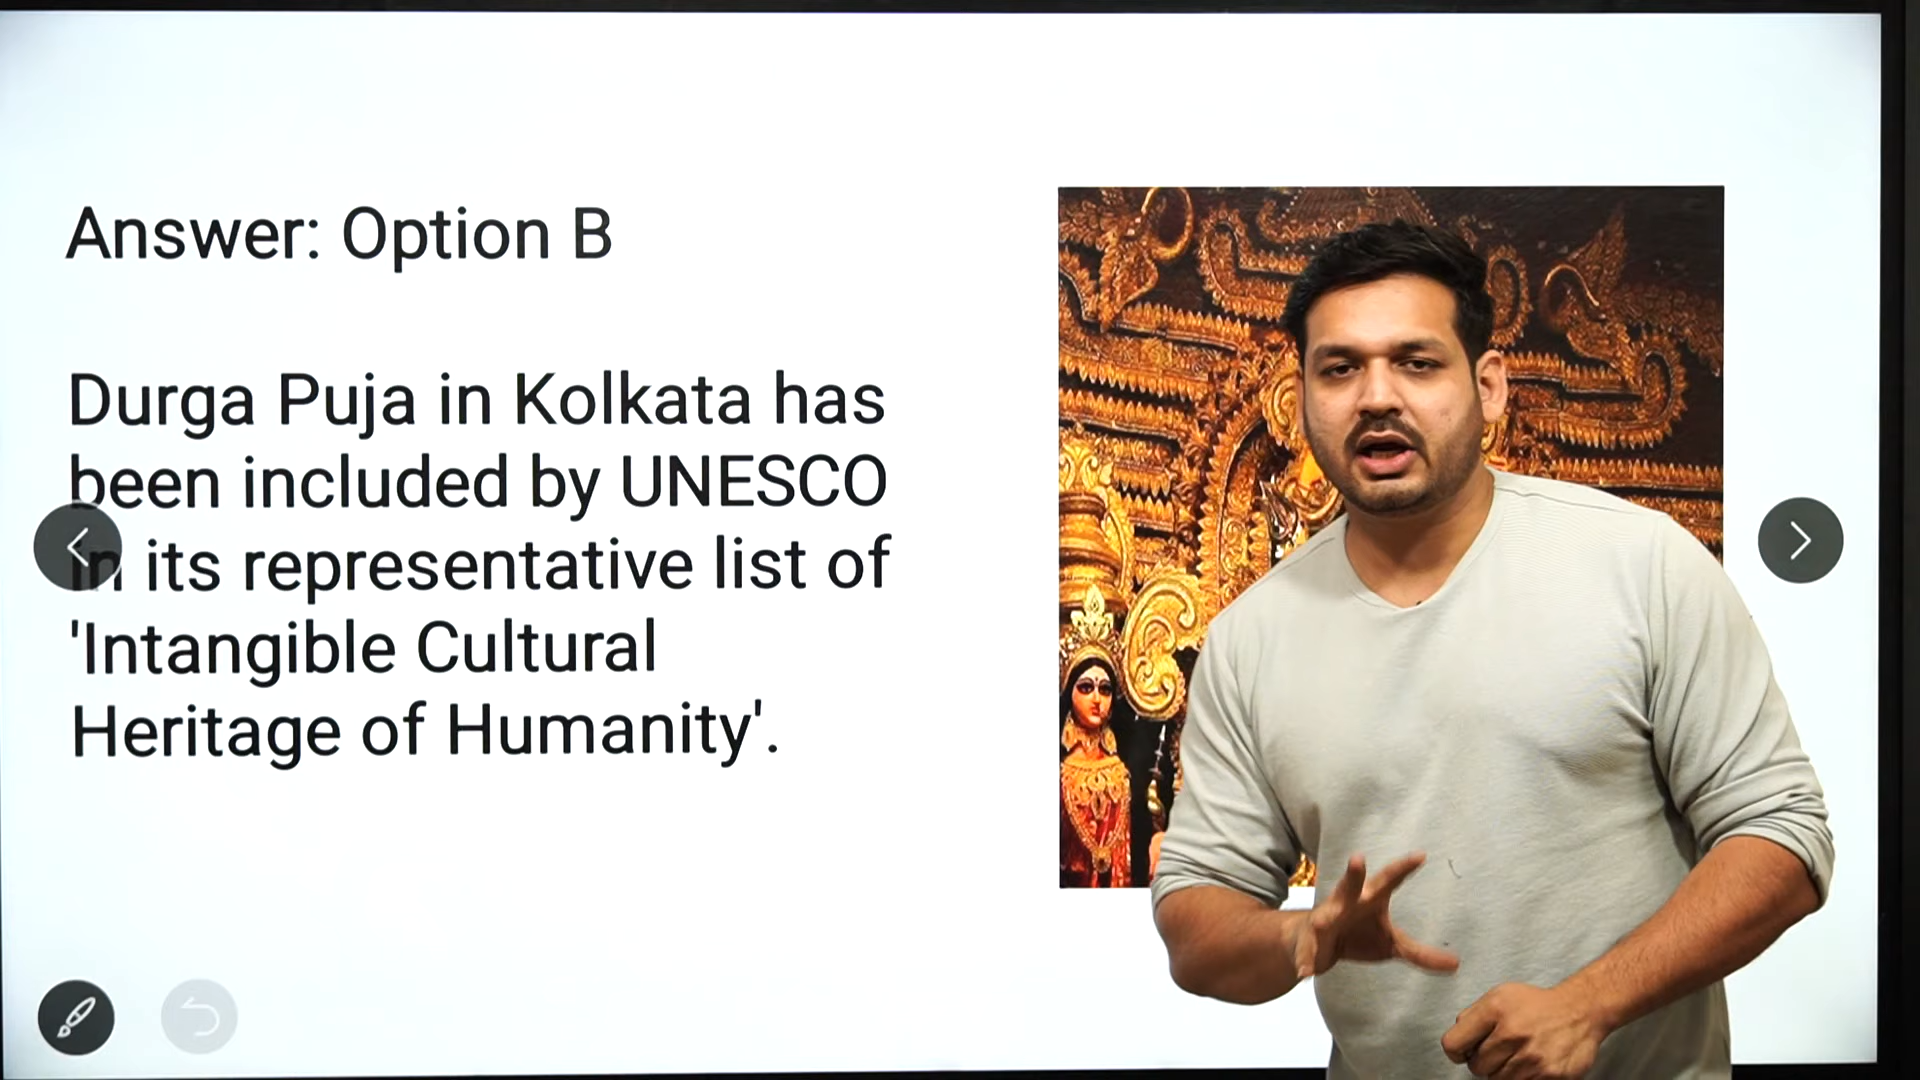 Answer: Option B
Durga Puja in Kolkata has
been included by UNESCO
in its representative list of
'Intangible Cultural
Heritage of Humanity'.